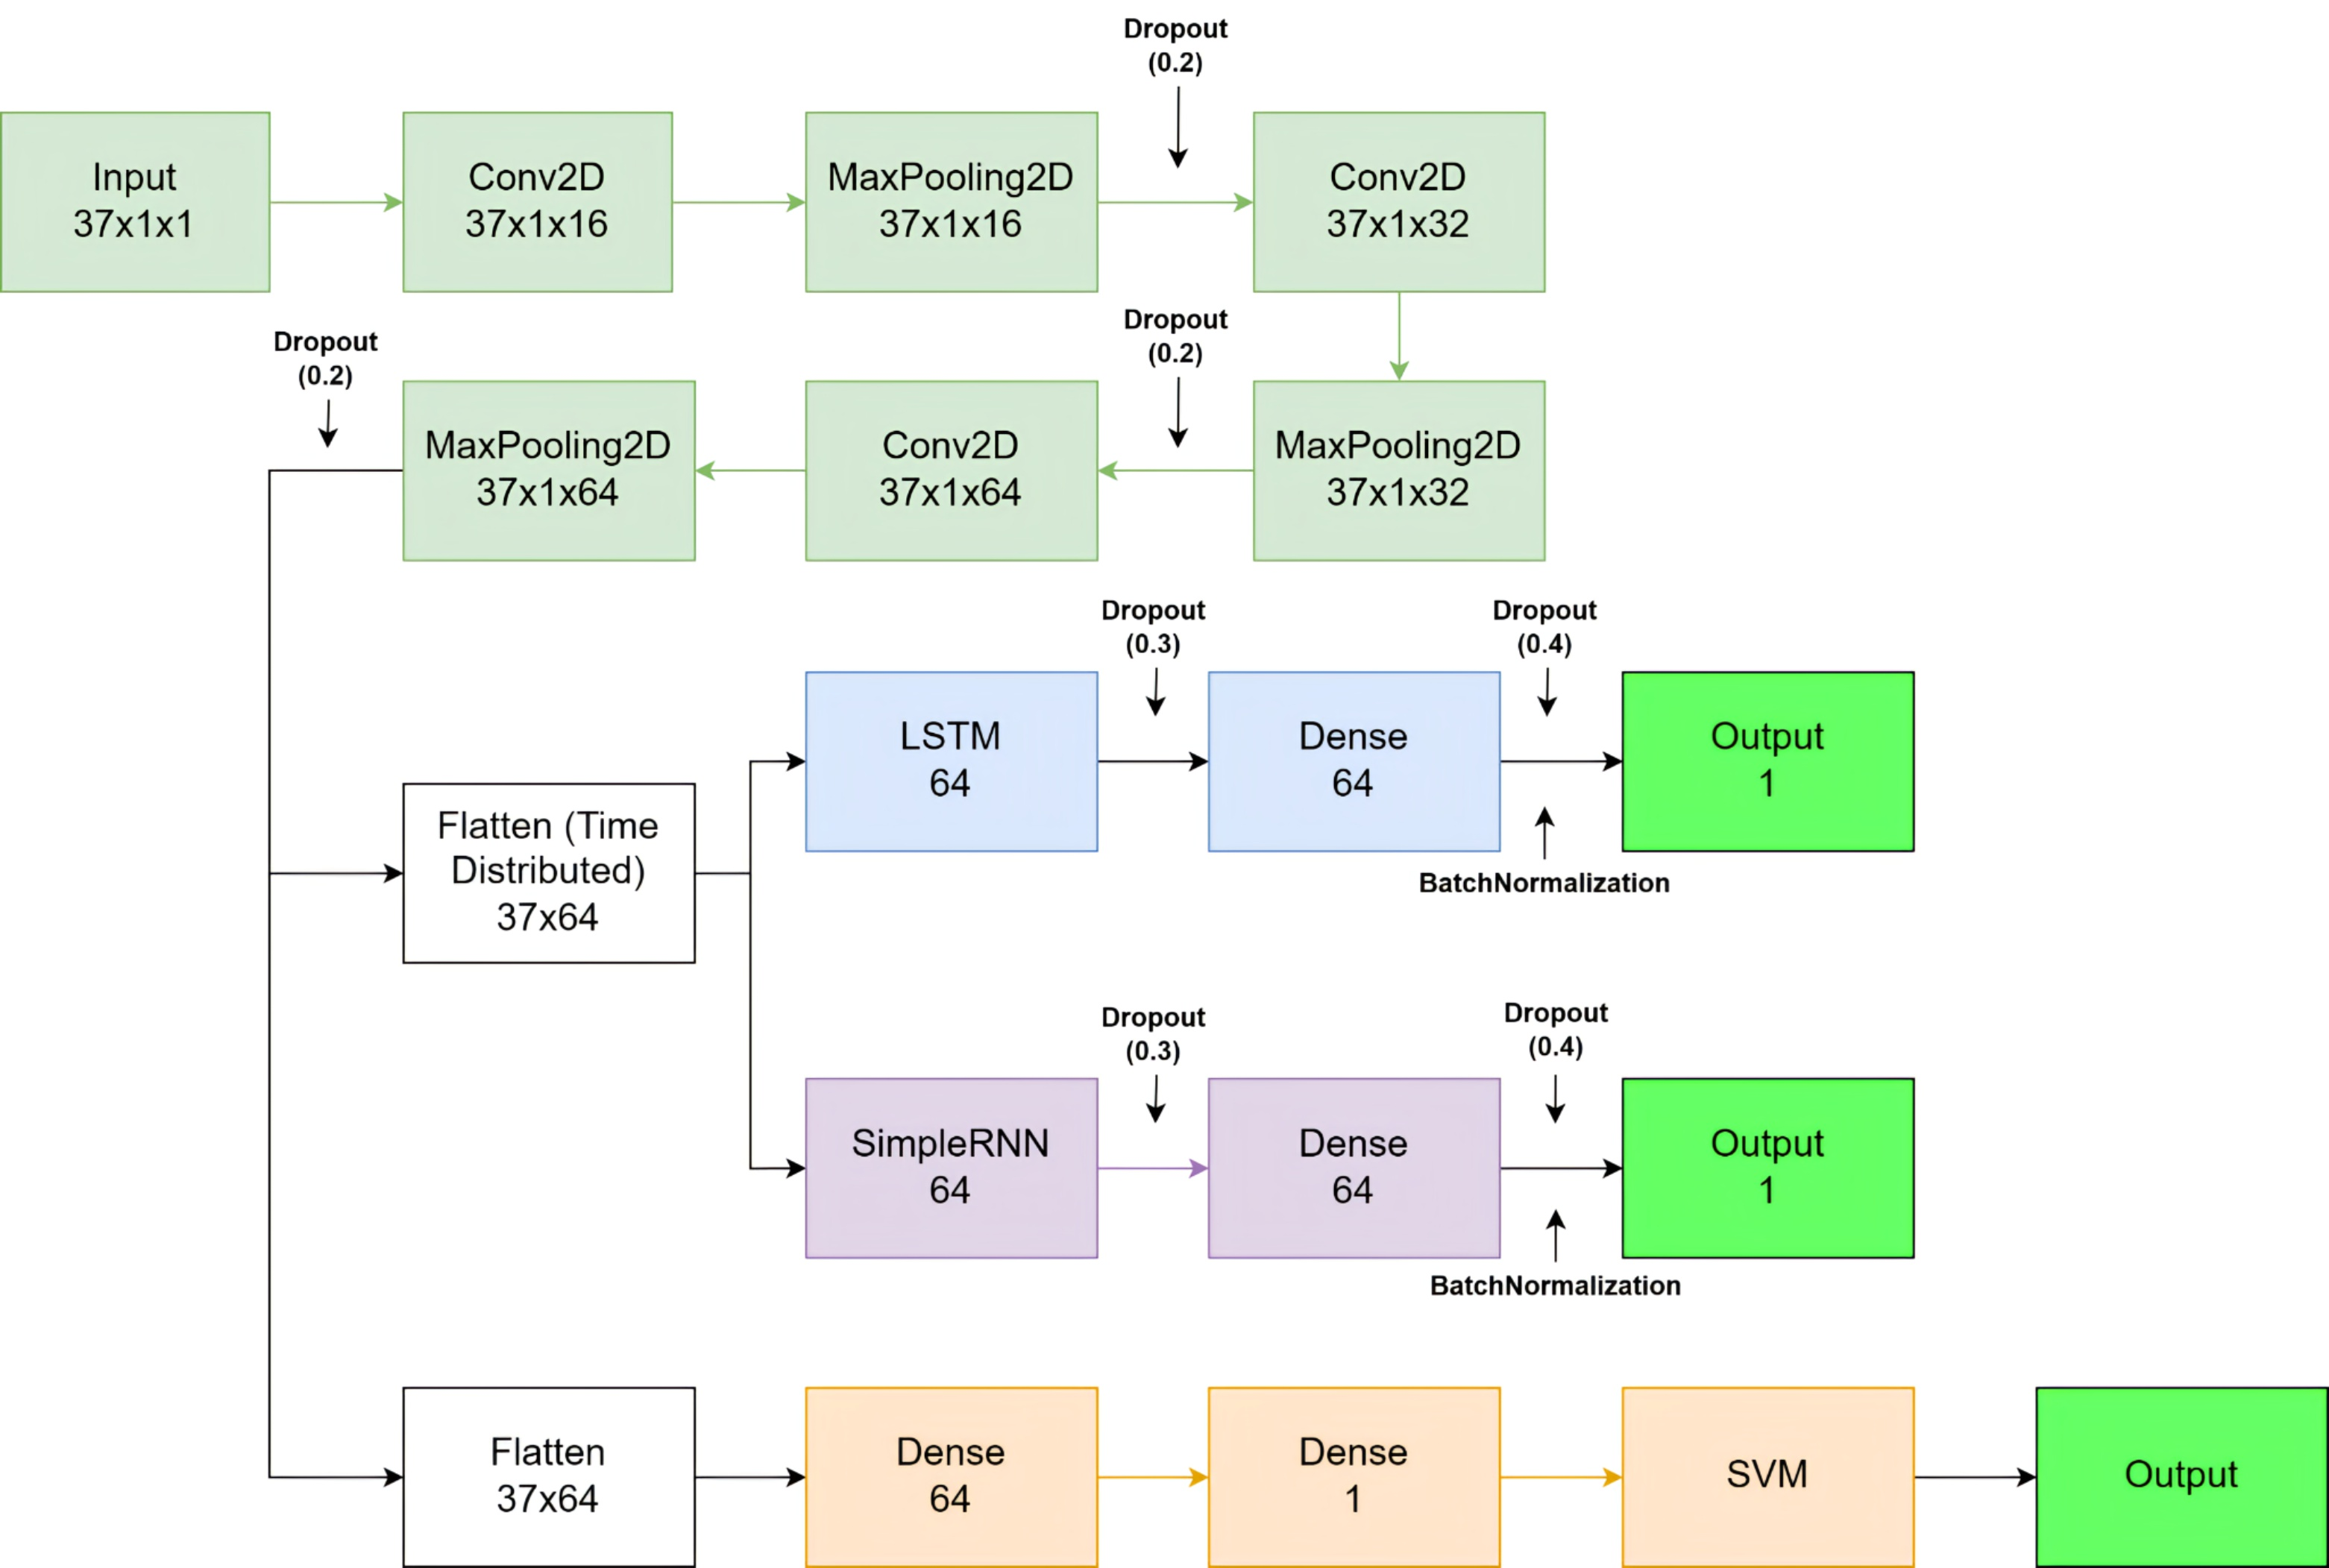 Dropout
(0.2)
Input
37x1x1
Conv2D
37x1x16
MaxPooling2D
37x1x16
Conv2D
37x1x32
Dropout
(0.2)
Dropout
(0.2)
MaxPooling2D
37x1x64
Conv2D
37x1x64
MaxPooling2D
37x1x32
Dropout
(0.3)
Dropout
(0.4)
LSTM
64
Dense
64
Output
1
Flatten (Time
Distributed)
37x64
BatchNormalization
Dropout
(0.3)
Dropout
(0.4)
SimpleRNN
64
Dense
64
Output
1
BatchNormalization
Flatten
37x64
Dense
64
Dense
1
SVM
Output